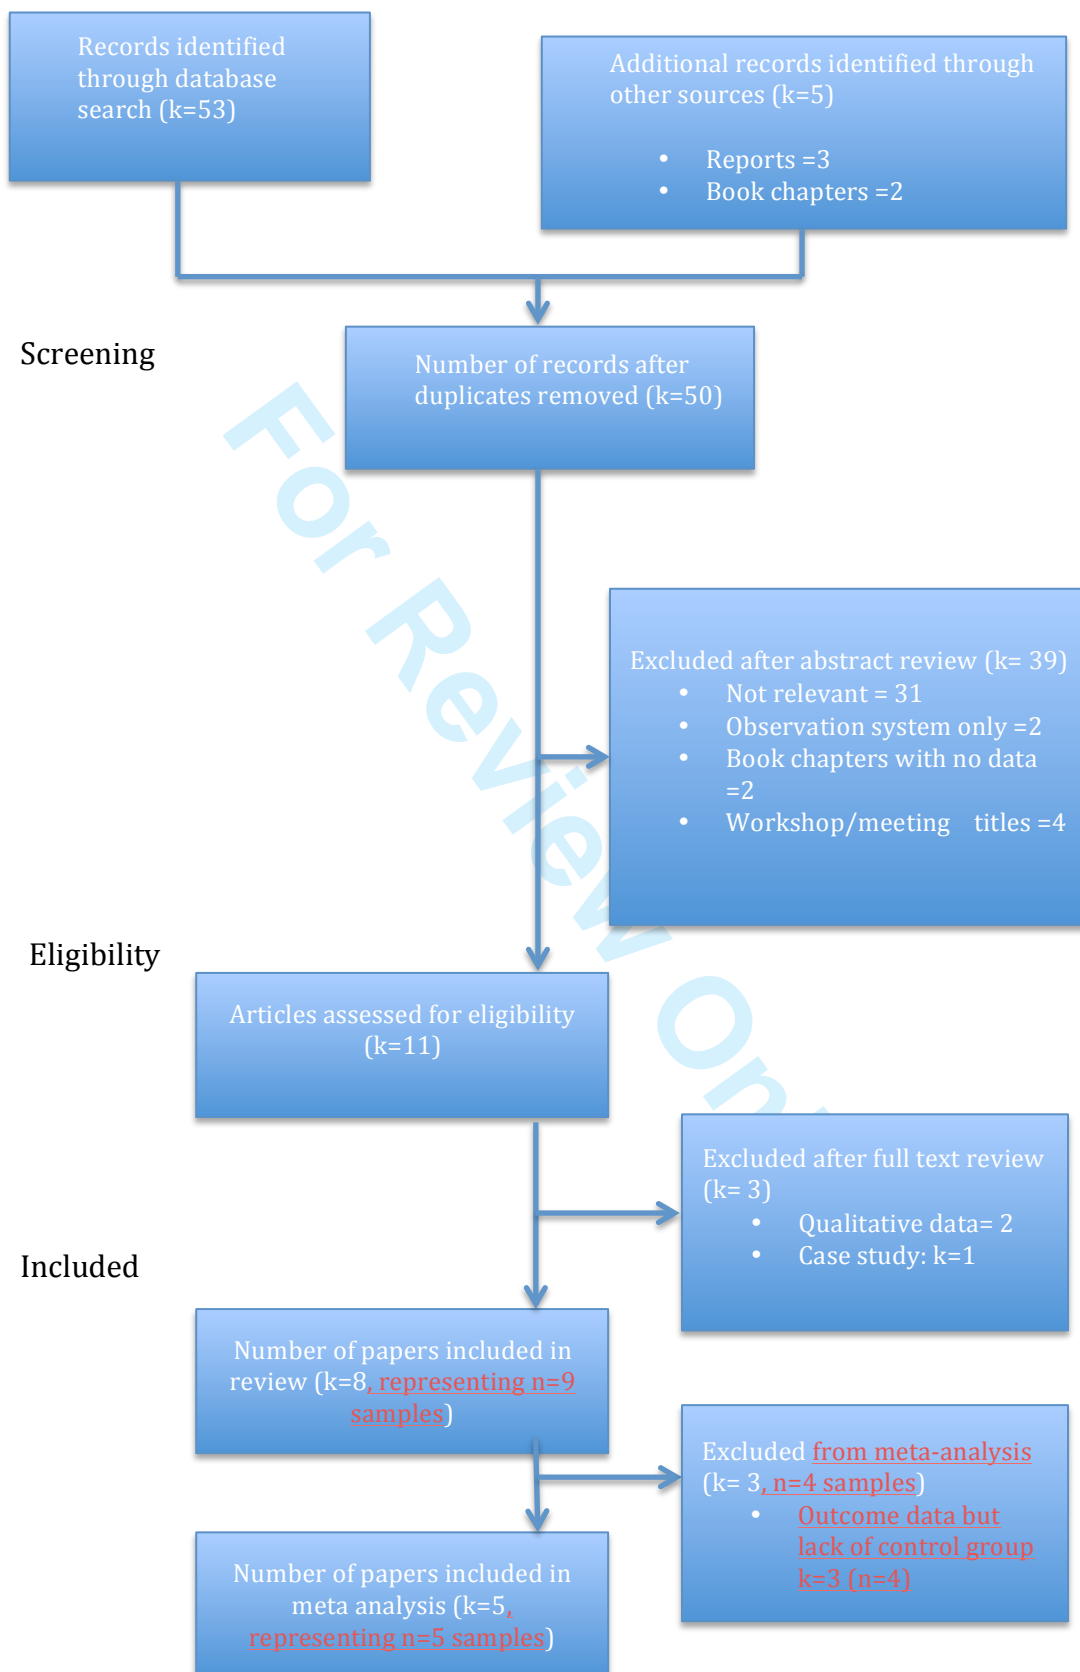 Records identified
through database
search (k=53)
Additional records identified through
other sources (k=5)
• Reports =3
• Book chapters =2
Screening
Number of records after
duplicates removed (k=50)
For Review Only
Excluded after abstract review (k= 39)
• Not relevant = 31
• Observation system only =2
• Book chapters with no data
=2
• Workshop/meeting titles =4
Eligibility
Articles assessed for eligibility
(k=11)
Excluded after full text review
(k= 3)
• Qualitative data= 2
• Case study: k=1
Included
Number of papers included in
review (k=8, representing n=9
samples)
Excluded from meta-analysis
(k= 3, n=4 samples)
• Outcome data but
lack of control group
k=3 (n=4)
Number of papers included in
meta analysis (k=5,
representing n=5 samples)